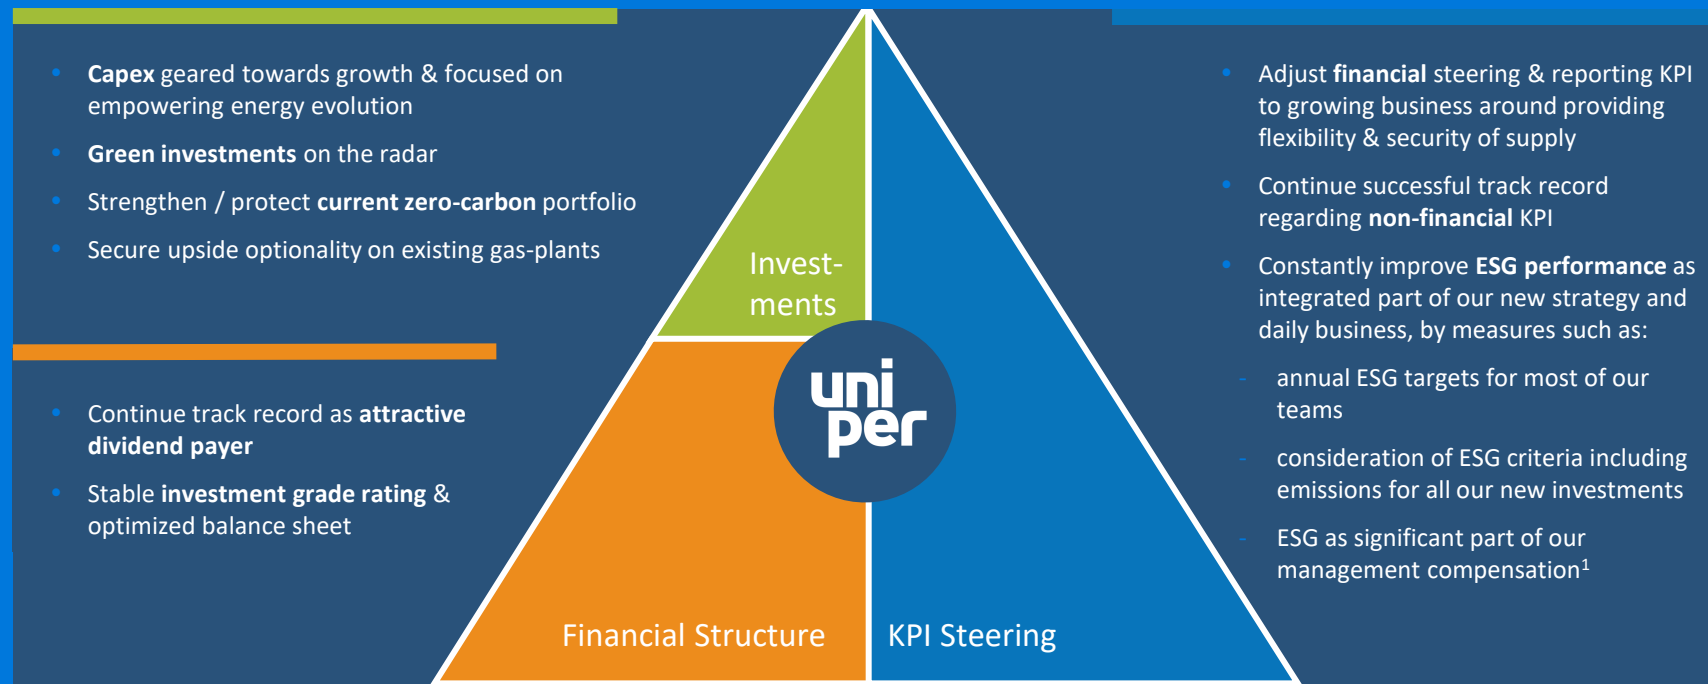 • Capex geared towards growth & focused on
empowering energy evolution
• Green investments on the radar
• Strengthen / protect current zero-carbon portfolio
• Secure upside optionality on existing gas-plants
• Continue track record as attractive
dividend payer
• Stable investment grade rating &
optimized balance sheet
Invest-
ments
uni
per
Financial Structure
KPI Steering
• Adjust financial steering & reporting KPI
to growing business around providing
flexibility & security of supply
• Continue successful track record
regarding non-financial KPI
• Constantly improve ESG performance as
integrated part of our new strategy and
daily business, by measures such as:
- annual ESG targets for most of our
teams
- consideration of ESG criteria including
emissions for all our new investments
- ESG as significant part of our
management compensation¹